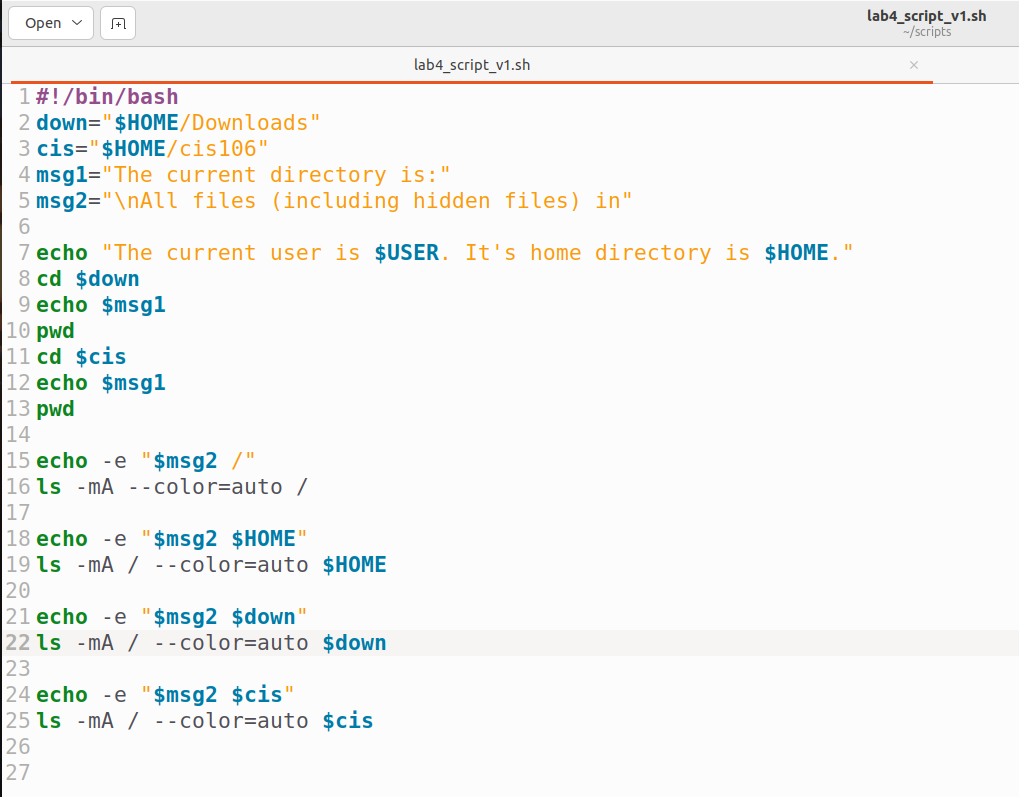 Open
lab4_script_v1.sh
~/scripts
lab4_script_v1.sh ×
1 #!/bin/bash
2 down="$HOME/Downloads"
3 cis="$HOME/cis106"
4 msg1="The current directory is:"
5 msg2="\nAll files (including hidden files) in"
6
7 echo "The current user is $USER. It's home directory is $HOME."
8 cd $down
9 echo $msg1
10 pwd
11 cd $cis
12 echo $msg1
13 pwd
14
15 echo -e "$msg2 /"
16 ls -mA --color=auto /
17
18 echo -e "$msg2 $HOME"
19 ls -mA / --color=auto $HOME
20
21 echo -e "$msg2 $down"
22 ls -mA / --color=auto $down
23
24 echo -e "$msg2 $cis"
25 ls -mA / --color=auto $cis
26
27